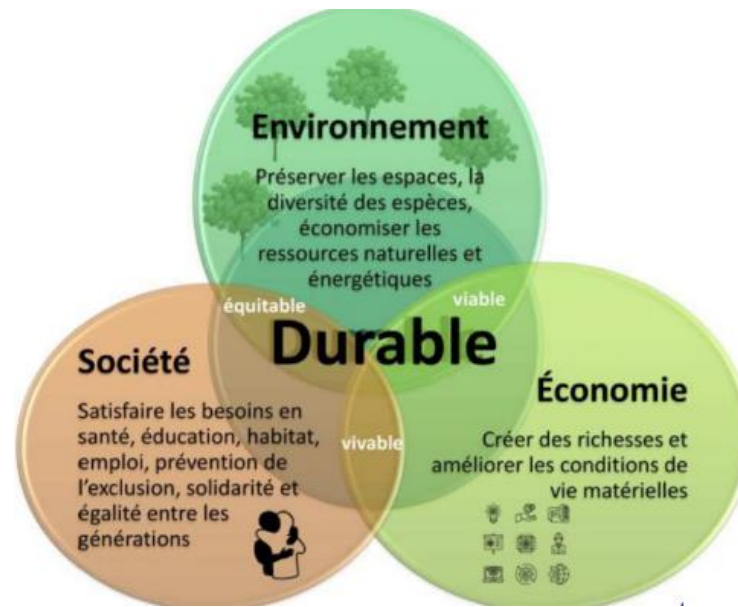 Environnement
Préserver les espaces, la
diversité des espèces,
économiser les
ressources naturelles et
énergétiques
équitable
viable
Durable
Société
Satisfaire les besoins en
santé, éducation, habitat,
emploi, prévention de
l'exclusion, solidarité et
égalité entre les
générations
vivable
Économie
Créer des richesses et
améliorer les conditions de
vie matérielles